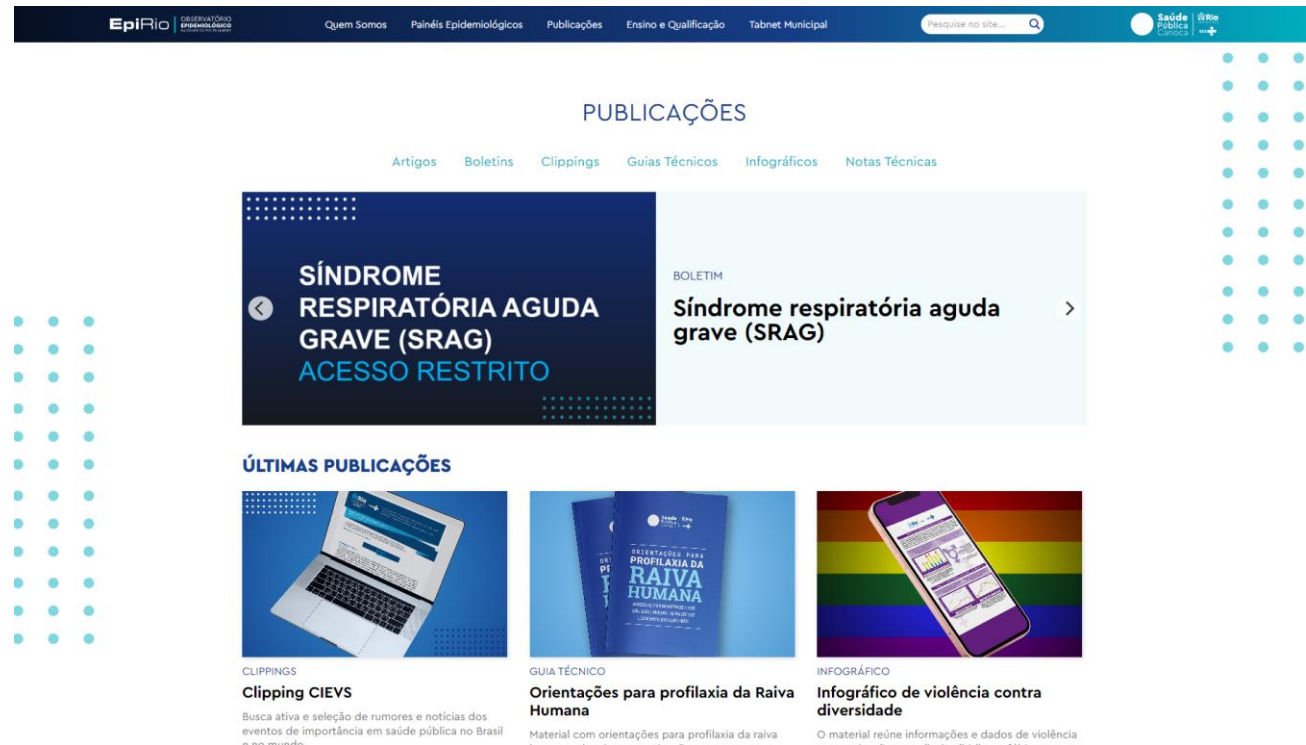 EpiRio OBSERVATÓRIO EPIDEMIOLÓGICO
Quem Somos Painéis Epidemiológicos Publicações Ensino e Qualificação Tabnet Municipal
Pesquise no site...
Saúde Pública Carioca Rio SUS
PUBLICAÇÕES
Artigos Boletins Clippings Guias Técnicos Infográficos Notas Técnicas
SÍNDROME
RESPIRATÓRIA AGUDA
GRAVE (SRAG)
ACESSO RESTRITO
BOLETIM
Síndrome respiratória aguda
grave (SRAG)
ÚLTIMAS PUBLICAÇÕES
ORIENTAÇÕES PARA
PROFILAXIA DA
RAIVA
HUMANA
CLIPPINGS
Clipping CIEVS
Busca ativa e seleção de rumores e notícias dos
eventos de importância em saúde pública no Brasil
e no mundo
GUIA TÉCNICO
Orientações para profilaxia da Raiva
Humana
Material com orientações para profilaxia da raiva
INFOGRÁFICO
Infográfico de violência contra
diversidade
O material reúne informações e dados de violência